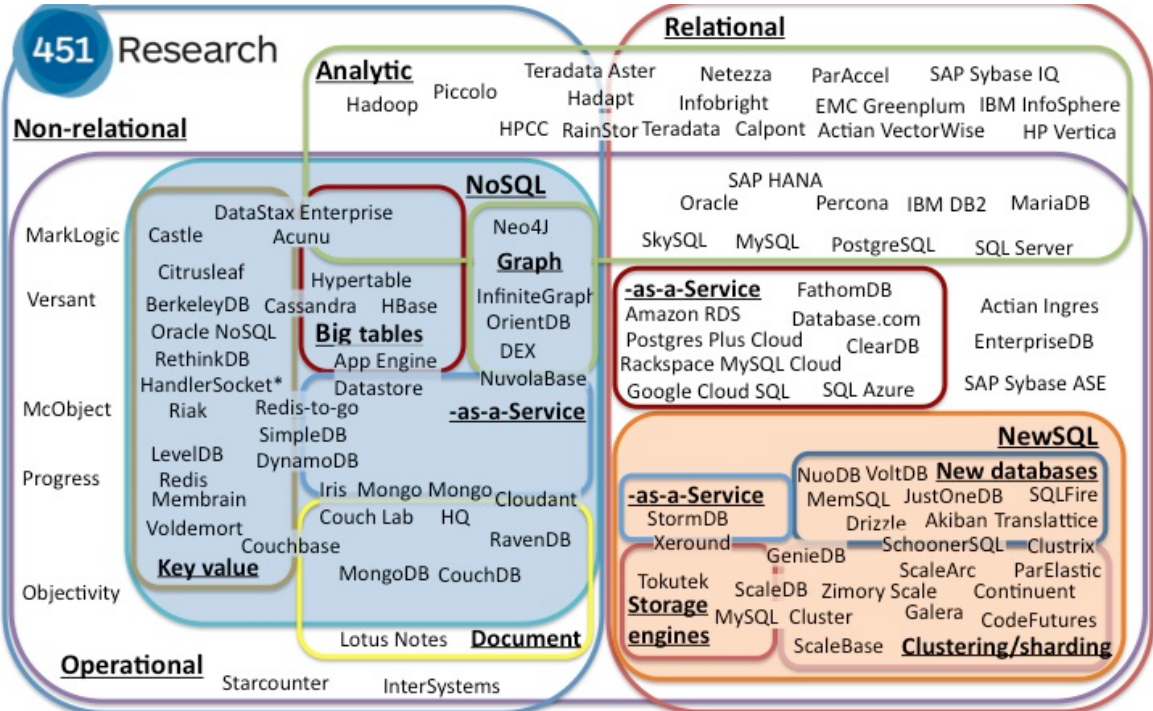 451 Research
Relational
Analytic
Teradata Aster Netezza ParAccel SAP Sybase IQ
Hadoop Piccolo Hadapt Infobright EMC Greenplum IBM InfoSphere
Non-relational
HPCC RainStor Teradata Calpont Actian VectorWise HP Vertica
NoSQL
SAP HANA
Oracle Percona IBM DB2 MariaDB
SkySQL MySQL PostgreSQL SQL Server
MarkLogic
Versant
McObject
Progress
Objectivity
DataStax Enterprise
Castle Acunu
Citrusleaf
BerkeleyDB Cassandra
Oracle NoSQL
RethinkDB
HandlerSocket*
Riak Redis-to-go
SimpleDB
LevelDB DynamoDB
Redis
Membrain
Voldemort
Couchbase
Key value
Hypertable
HBase
Big tables
App Engine
Datastore
Neo4J
Graph
InfiniteGraph
OrientDB
DEX
NuvolaBase
-as-a-Service
Iris Mongo Mongo Cloudant
Couch Lab HQ
RavenDB
MongoDB CouchDB
Lotus Notes Document
Operational
Starcounter InterSystems
-as-a-Service FathomDB
Amazon RDS Database.com
Postgres Plus Cloud ClearDB
Rackspace MySQL Cloud
Google Cloud SQL SQL Azure
Actian Ingres
EnterpriseDB
SAP Sybase ASE
NewSQL
NuoDB VoltDB New databases
MemSQL JustOneDB SQLFire
Drizzle Akiban Translattice
SchoonerSQL Clustrix
-as-a-Service
StormDB
Xeround GenieDB
ScaleArc ParElastic
Tokutek ScaleDB Zimory Scale Continuent
Storage
engines
MySQL Cluster Galera CodeFutures
ScaleBase Clustering/sharding